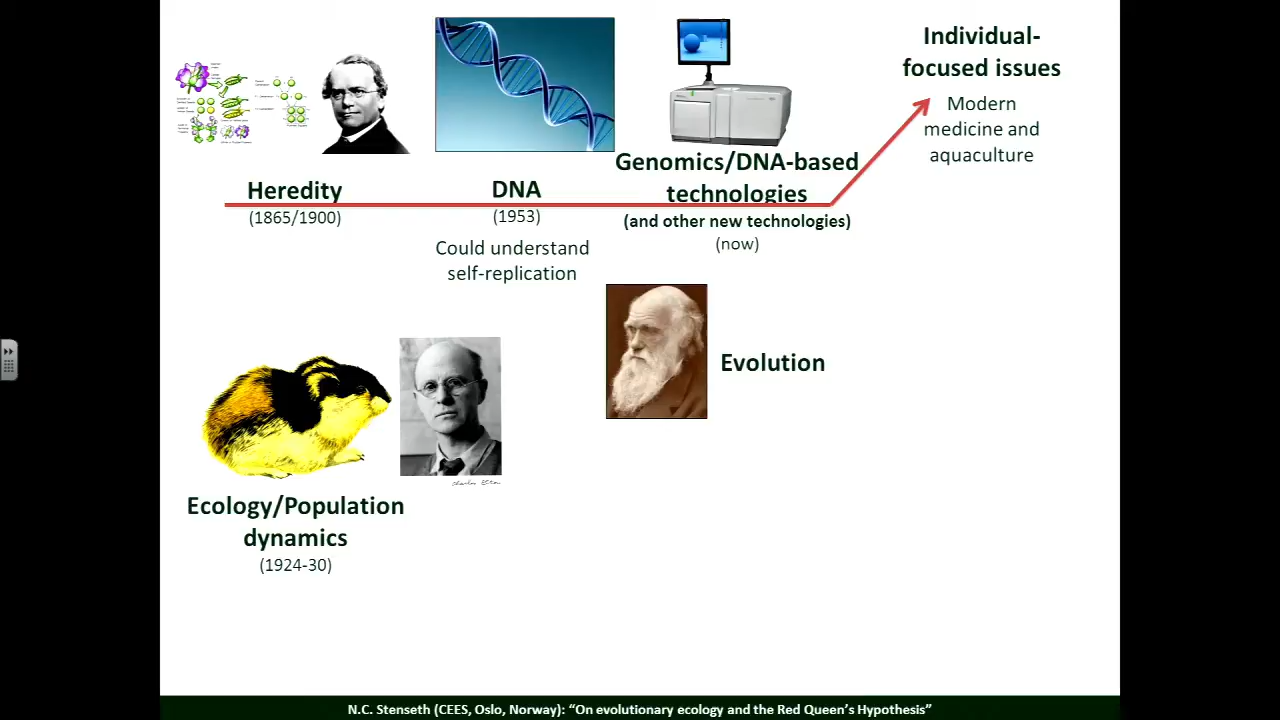 Individual-
focused issues
Modern
medicine and
aquaculture
Genomics/DNA-based
technologies
(and other new technologies)
(now)
Heredity
(1865/1900)
DNA
(1953)
Could understand
self-replication
Evolution
Charles Elton
Ecology/Population
dynamics
(1924-30)
N.C. Stenseth (CEES, Oslo, Norway): “On evolutionary ecology and the Red Queen’s Hypothesis”